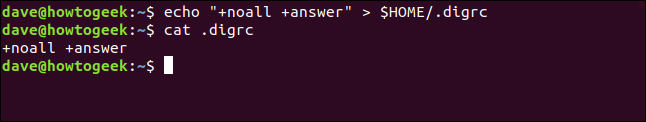 dave@howtogeek:~$ echo "+noall +answer" > $HOME/.digrc
dave@howtogeek:~$ cat .digrc
+noall +answer
dave@howtogeek:~$